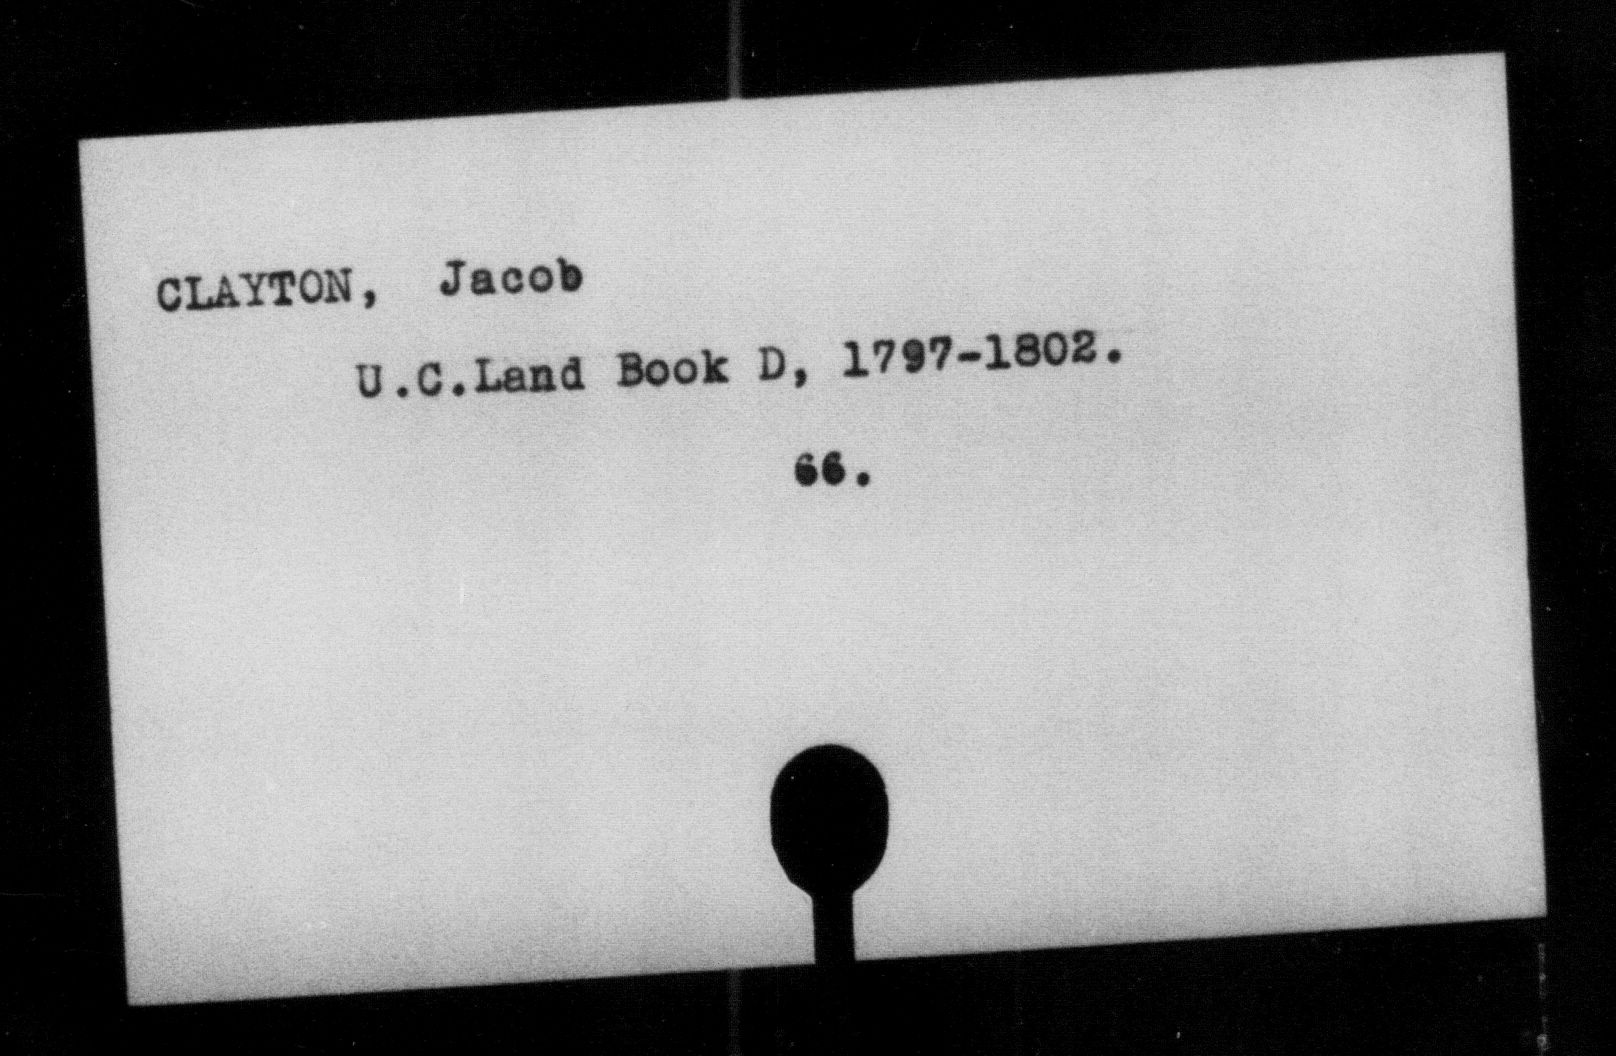 CLAYTON, Jacob
U.C.Land Book D, 1797-1802.
66.